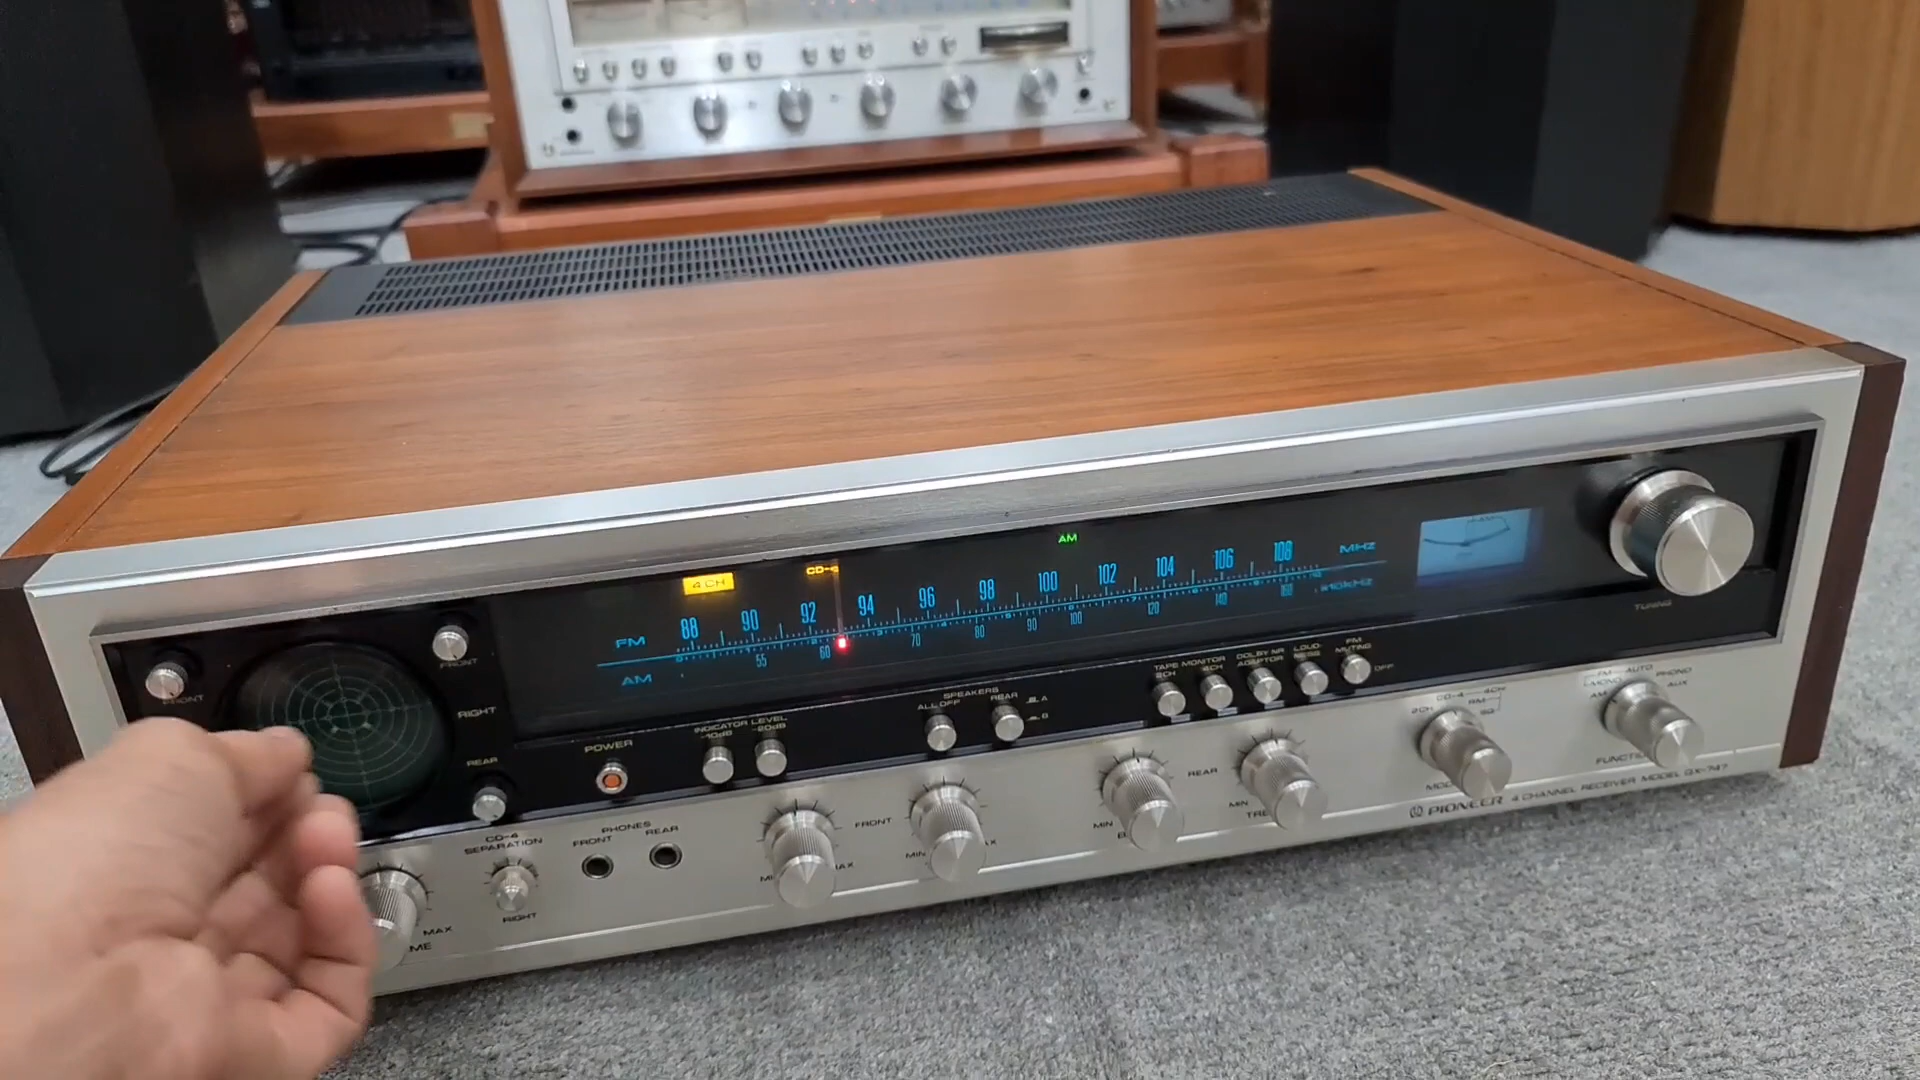 AM
4 CH
CD-4
FM 88 90 92 94 96 98 100 102 104 106 108 MHz
AM 55 60 70 80 90 100 120 140 160 ×10kHz
TUNING
FRONT
FRONT
RIGHT
REAR
POWER
INDICATOR LEVEL
-10dB -20dB
SPEAKERS
ALL OFF REAR A
B
TAPE MONITOR
2CH 4CH
DOLBY NR
ADAPTOR
LOUD-
NESS
FM
MUTING
OFF
CD-4
SEPARATION
RIGHT
PHONES
FRONT REAR
MAX
FRONT
MIN
REAR
MIN
MIN
2CH CD-4 4CH
RM
SQ
FM AUTO
MONO PHONO
AM AUX
PIONEER 4 CHANNEL RECEIVER MODEL QX-747